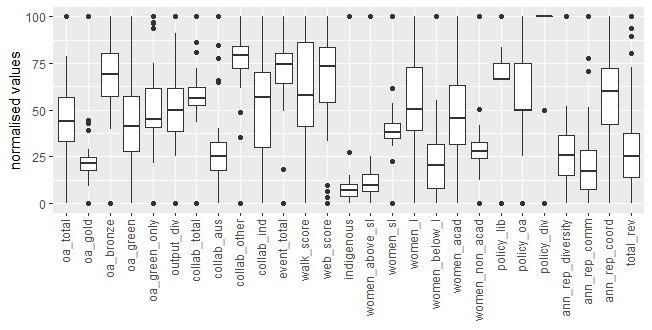 normalised values
100
75
50
25
0
oa_total
oa_gold
oa_bronze
oa_green
oa_green_only
output_div
collab_total
collab_aus
collab_other
collab_ind
event_total
walk_score
web_score
indigenous
women_above_sl
women_sl
women_l
women_below_l
women_acad
women_non_acad
policy_lib
policy_oa
policy_div
ann_rep_diversity
ann_rep_comm
ann_rep_coord
total_rev